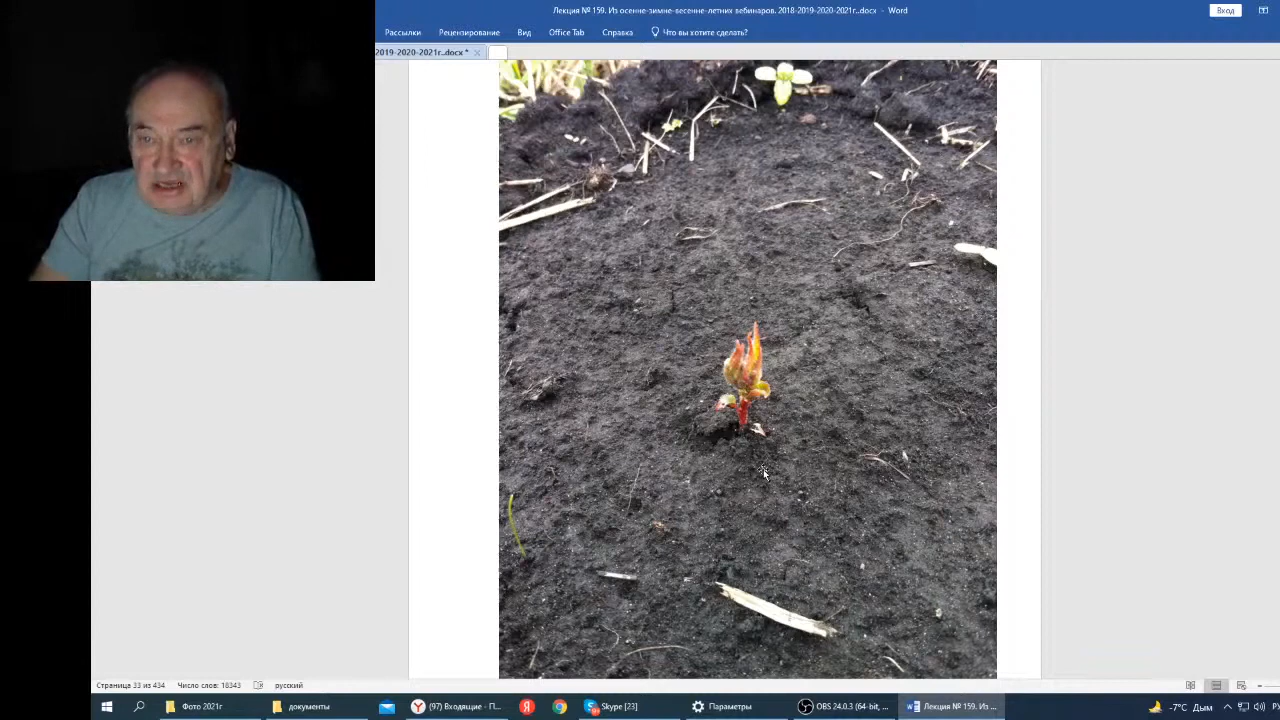 Лекция № 159. Из осенне-зимне-весенне-летних вебинаров. 2018-2019-2020-2021г..docx - Word
Вход
Рассылки Рецензирование Вид Office Tab Справка Что вы хотите сделать?
2019-2020-2021г..docx *
Страница 33 из 434 Число слов: 18343 русский
Фото 2021г документы (97) Входящие - П... Skype [23] Параметры OBS 24.0.3 (64-bit, ... Лекция № 159. Из ... -7°C Дым